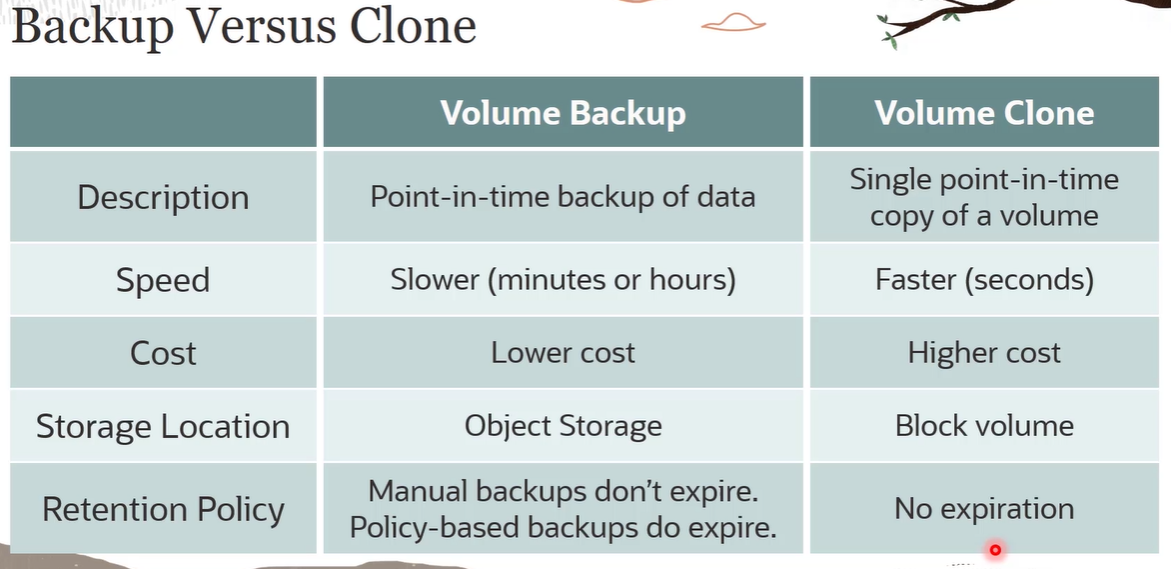 Backup Versus Clone
Volume Backup
Volume Clone
Description
Point-in-time backup of data
Single point-in-time
copy of a volume
Speed
Slower (minutes or hours)
Faster (seconds)
Cost
Lower cost
Higher cost
Storage Location
Object Storage
Block volume
Retention Policy
Manual backups don’t expire.
Policy-based backups do expire.
No expiration